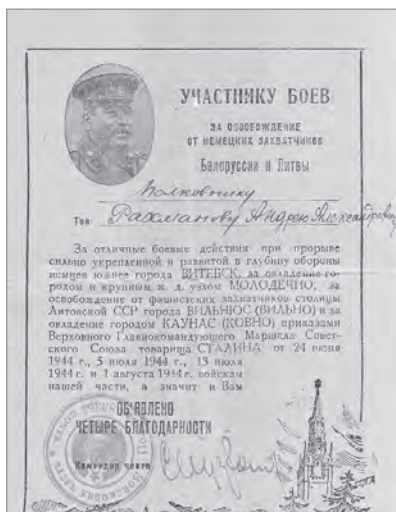 УЧАСТНИКУ БОЕВ
ЗА ОСВОБОЖДЕНИЕ
ОТ НЕМЕЦКИХ ЗАХВАТЧИКОВ
Белоруссии и Литвы
Полковнику
Тов. Рахманову Андрею Александровичу
За отличные боевые действия при прорыве
сильно укрепленной и развитой в глубину обороны
немцев южнее города ВИТЕБСК, за овладение го-
родом и крупным ж. д. узлом МОЛОДЕЧНО, за
освобождение от фашистских захватчиков столицы
Литовской ССР города ВИЛЬНЮС (ВИЛЬНО) и за
овладение городом КАУНАС (КОВНО) приказами
Верховного Главнокомандующего Маршала Совет-
ского Союза товарища СТАЛИНА от 24 июня
1944 г., 5 июля 1944 г., 13 июля
1944 г. и 1 августа 1944 г. войскам
нашей части, а значит и Вам
ОБ'ЯВЛЕНО
ЧЕТЫРЕ БЛАГОДАРНОСТИ
Командир части